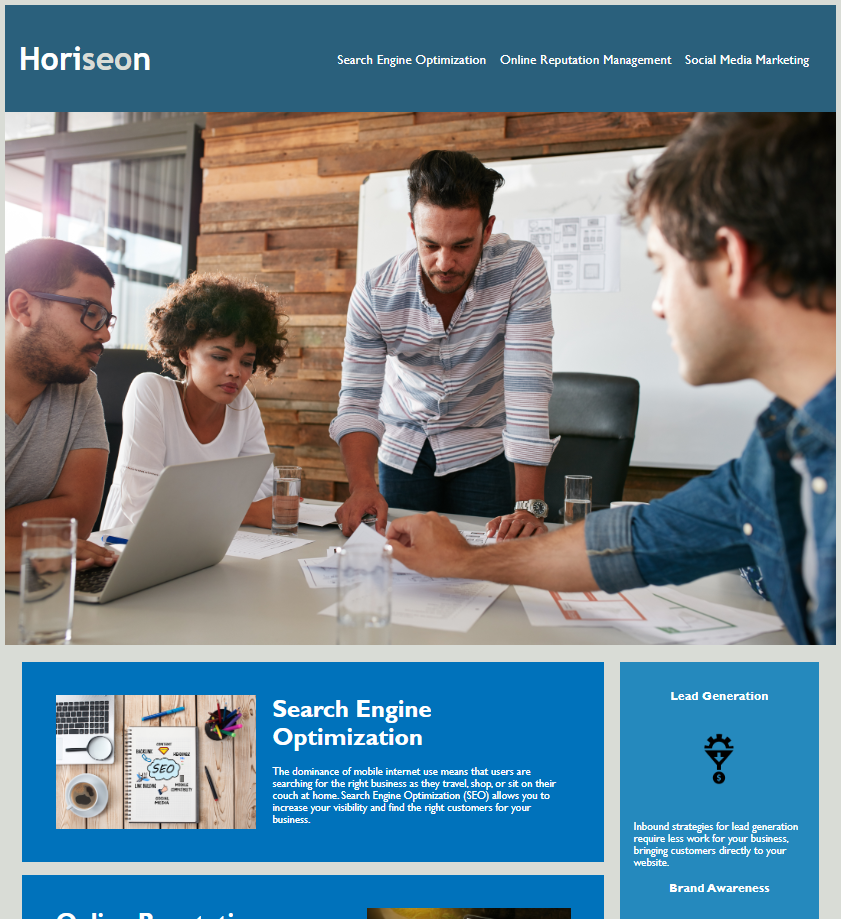 Horiseon
Search Engine Optimization Online Reputation Management Social Media Marketing
Search Engine
Optimization
The dominance of mobile internet use means that users are
searching for the right business as they travel, shop, or sit on their
couch at home. Search Engine Optimization (SEO) allows you to
increase your visibility and find the right customers for your
business.
SEO
Lead Generation
Inbound strategies for lead generation
require less work for your business,
bringing customers directly to your
website.
Brand Awareness